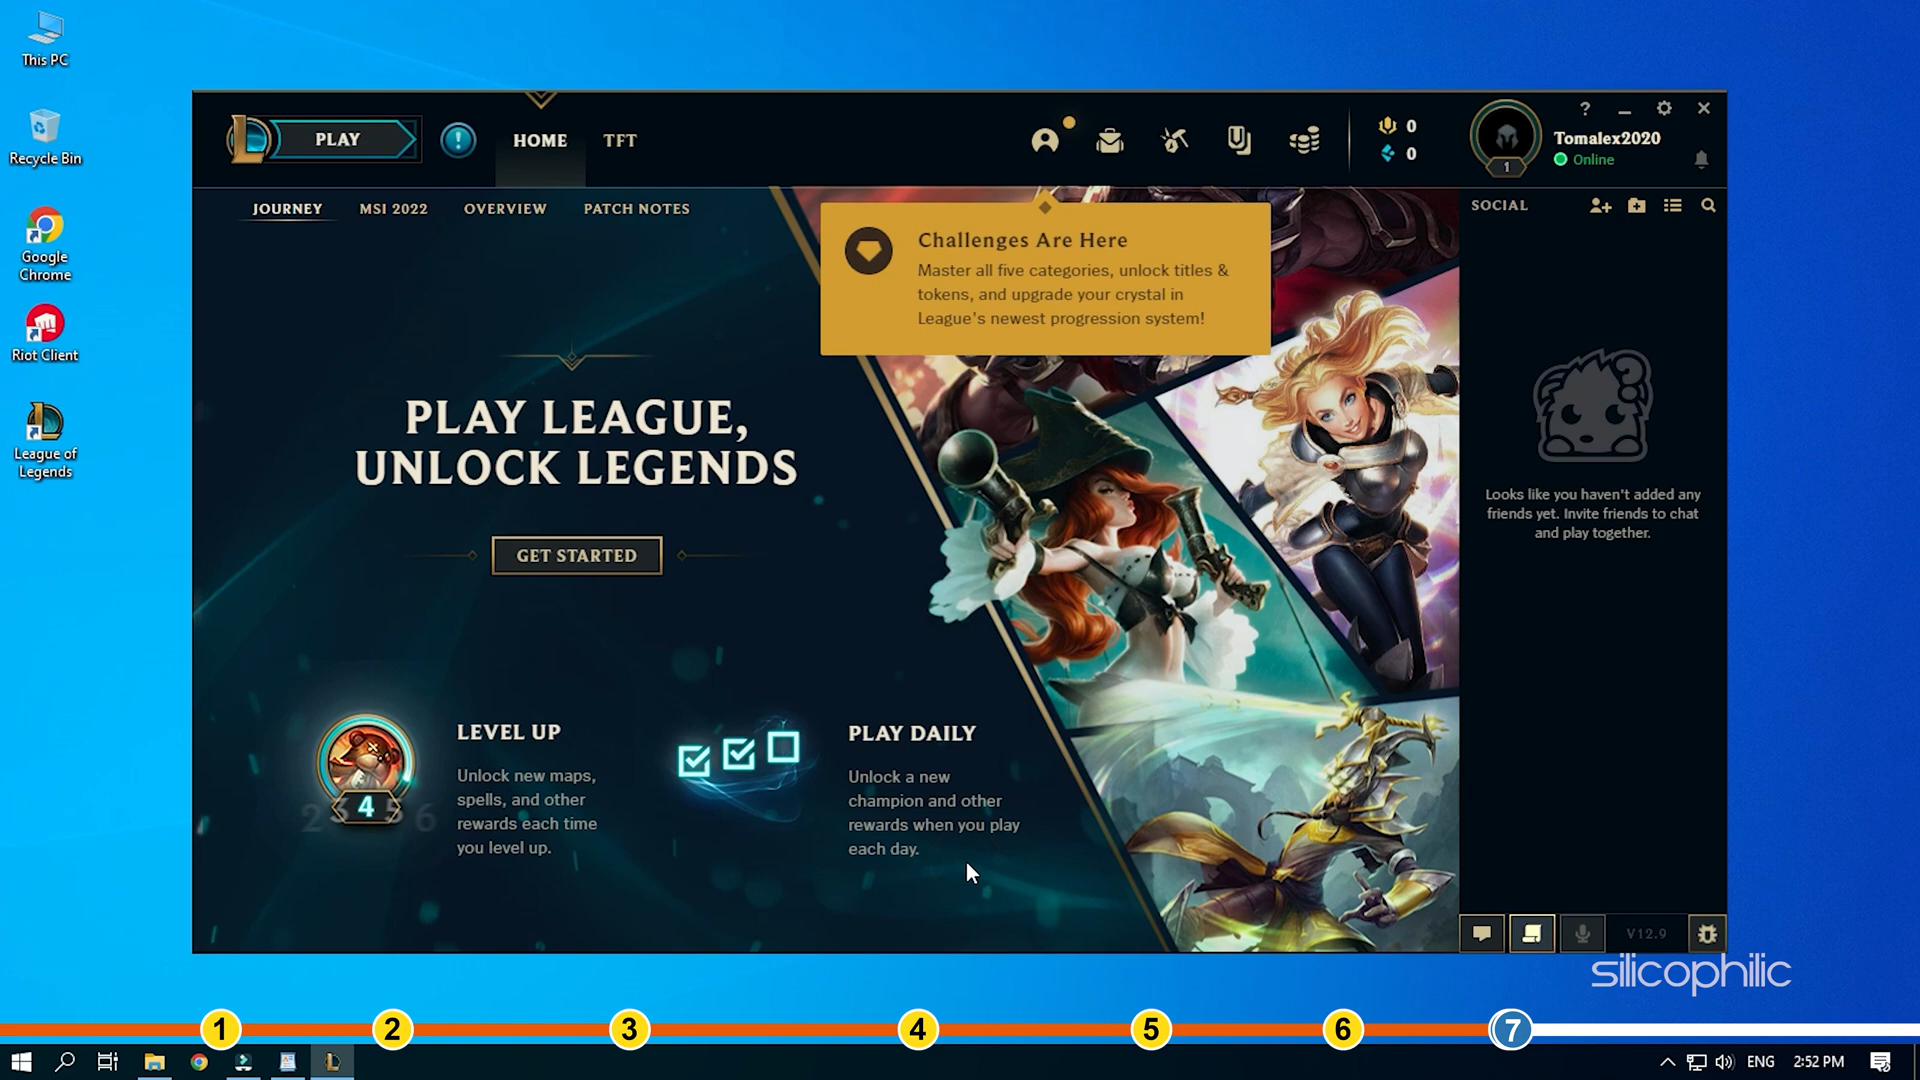 This PC
Recycle Bin
Google
Chrome
Riot Client
League of
Legends
PLAY
HOME
TFT
0
0
1
?
Tomalex2020
Online
JOURNEY
MSI 2022
OVERVIEW
PATCH NOTES
Challenges Are Here
Master all five categories, unlock titles &
tokens, and upgrade your crystal in
League's newest progression system!
SOCIAL
PLAY LEAGUE,
UNLOCK LEGENDS
GET STARTED
Looks like you haven't added any
friends yet. Invite friends to chat
and play together.
LEVEL UP
Unlock new maps,
spells, and other
rewards each time
you level up.
2 3 4 5 6
PLAY DAILY
Unlock a new
champion and other
rewards when you play
each day.
V12.9
silicophilic
1
2
3
4
5
6
7
ENG
2:52 PM